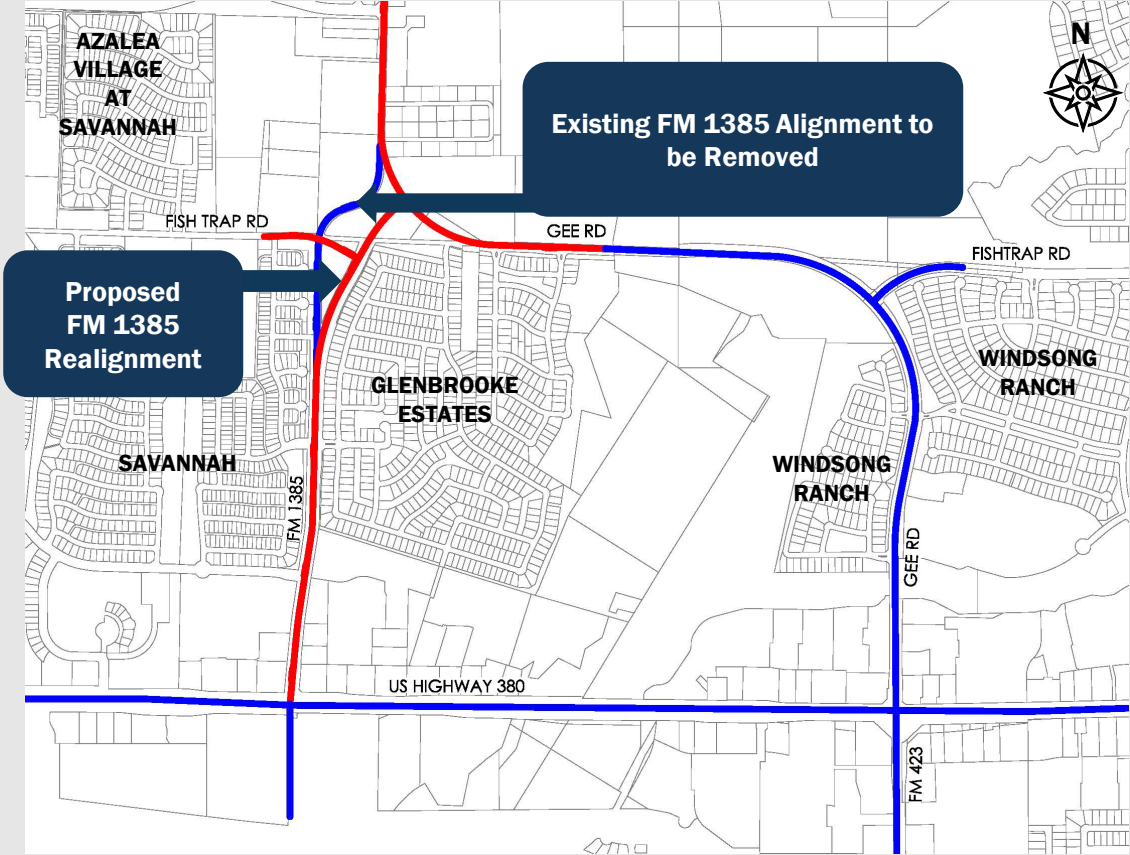 AZALEA
VILLAGE
AT
SAVANNAH
N
Existing FM 1385 Alignment to
be Removed
FISH TRAP RD
GEE RD
FISHTRAP RD
Proposed
FM 1385
Realignment
WINDSONG
RANCH
GLENBROOKE
ESTATES
SAVANNAH
WINDSONG
RANCH
FM 1385
GEE RD
US HIGHWAY 380
FM 423